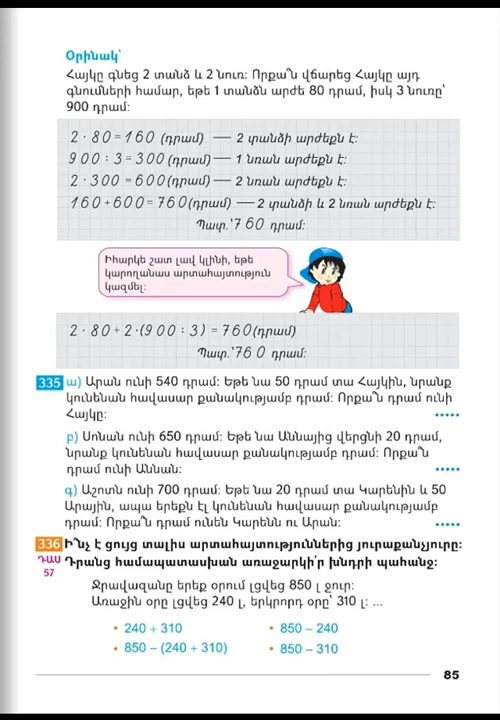 Օրինակ՝
Հայկը գնեց 2 տանձ և 2 նուռ: Որքա՞ն վճարեց Հայկը այդ
գնումների համար, եթե 1 տանձն արժե 80 դրամ, իսկ 3 նուռը՝
900 դրամ:
2 · 80 = 160 (դրամ) — 2 տանձի արժեքն է:
900 : 3 = 300 (դրամ) — 1 նռան արժեքն է:
2 · 300 = 600 (դրամ) — 2 նռան արժեքն է:
160 + 600 = 760 (դրամ) — 2 տանձի և 2 նռան արժեքն է:
Պատ.՝ 760 դրամ:
Իհարկե շատ լավ կլինի, եթե
կարողանաս արտահայտություն
կազմել:
2 · 80 + 2 · (900 : 3) = 760 (դրամ)
Պատ.՝ 760 դրամ:
335 ա) Արան ունի 540 դրամ: Եթե նա 50 դրամ տա Հայկին, նրանք
կունենան հավասար քանակությամբ դրամ: Որքա՞ն դրամ ունի
Հայկը: •••••
բ) Սոնան ունի 650 դրամ: Եթե նա Աննայից վերցնի 20 դրամ,
նրանք կունենան հավասար քանակությամբ դրամ: Որքա՞ն
դրամ ունի Աննան: •••••
գ) Աշոտն ունի 700 դրամ: Եթե նա 20 դրամ տա Կարենին և 50
Արային, ապա երեքն էլ կունենան հավասար քանակությամբ
դրամ: Որքա՞ն դրամ ունեն Կարենն ու Արան: •••••
336 Ի՞նչ է ցույց տալիս արտահայտություններից յուրաքանչյուրը:
ԴԱՍ 57 Դրանց համապատասխան առաջարկի՛ր խնդրի պահանջ:
Ջրավազանը երեք օրում լցվեց 850 լ ջուր:
Առաջին օրը լցվեց 240 լ, երկրորդ օրը՝ 310 լ: ...
• 240 + 310 • 850 – 240
• 850 – (240 + 310) • 850 – 310
85